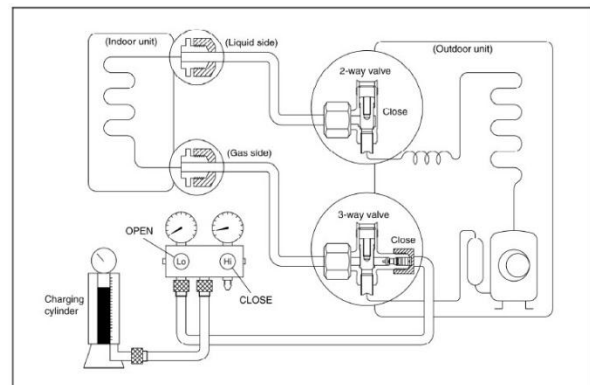 (Indoor unit)
(Liquid side)
(Outdoor unit)
2-way valve
Close
(Gas side)
3-way valve
OPEN
Close
Lo
Hi
CLOSE
Charging
cylinder